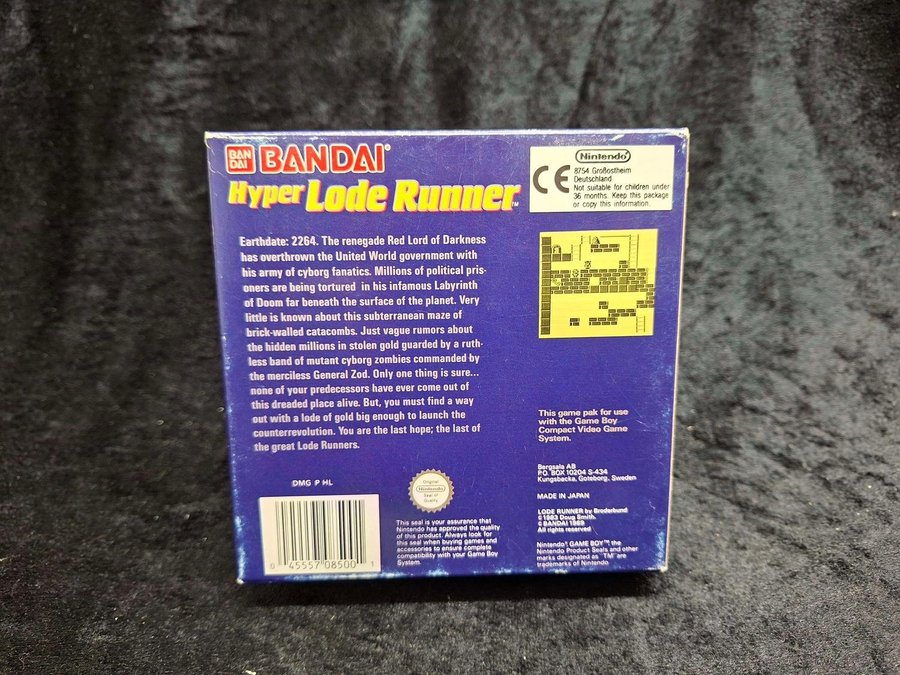 BAN
DAI
BANDAI®
Hyper Lode Runner™
Nintendo®
CE
8754 Großostheim
Deutschland
Not suitable for children under
36 months. Keep this package
or copy this information.
Earthdate: 2264. The renegade Red Lord of Darkness
has overthrown the United World government with
his army of cyborg fanatics. Millions of political pris-
oners are being tortured in his infamous Labyrinth
of Doom far beneath the surface of the planet. Very
little is known about this subterranean maze of
brick-walled catacombs. Just vague rumors about
the hidden millions in stolen gold guarded by a ruth-
less band of mutant cyborg zombies commanded by
the merciless General Zod. Only one thing is sure...
none of your predecessors have ever come out of
this dreaded place alive. But, you must find a way
out with a lode of gold big enough to launch the
counterrevolution. You are the last hope; the last of
the great Lode Runners.
This game pak for use
with the Game Boy
Compact Video Game
System.
Bergsala AB
P.O. BOX 10204 S-434
Kungsbacka, Goteborg, Sweden
MADE IN JAPAN
LODE RUNNER by Broderbund
©1983 Doug Smith.
© BANDAI 1989
All rights reserved
Nintendo® GAME BOY™, the
Nintendo Product Seals and other
marks designated as "TM" are
trademarks of Nintendo
DMG P HL
0 45557 08500 1
Original
Nintendo
Seal of
Quality
This seal is your assurance that
Nintendo has approved the quality
of this product. Always look for
this seal when buying games and
accessories to ensure complete
compatibility with your Game Boy
System.